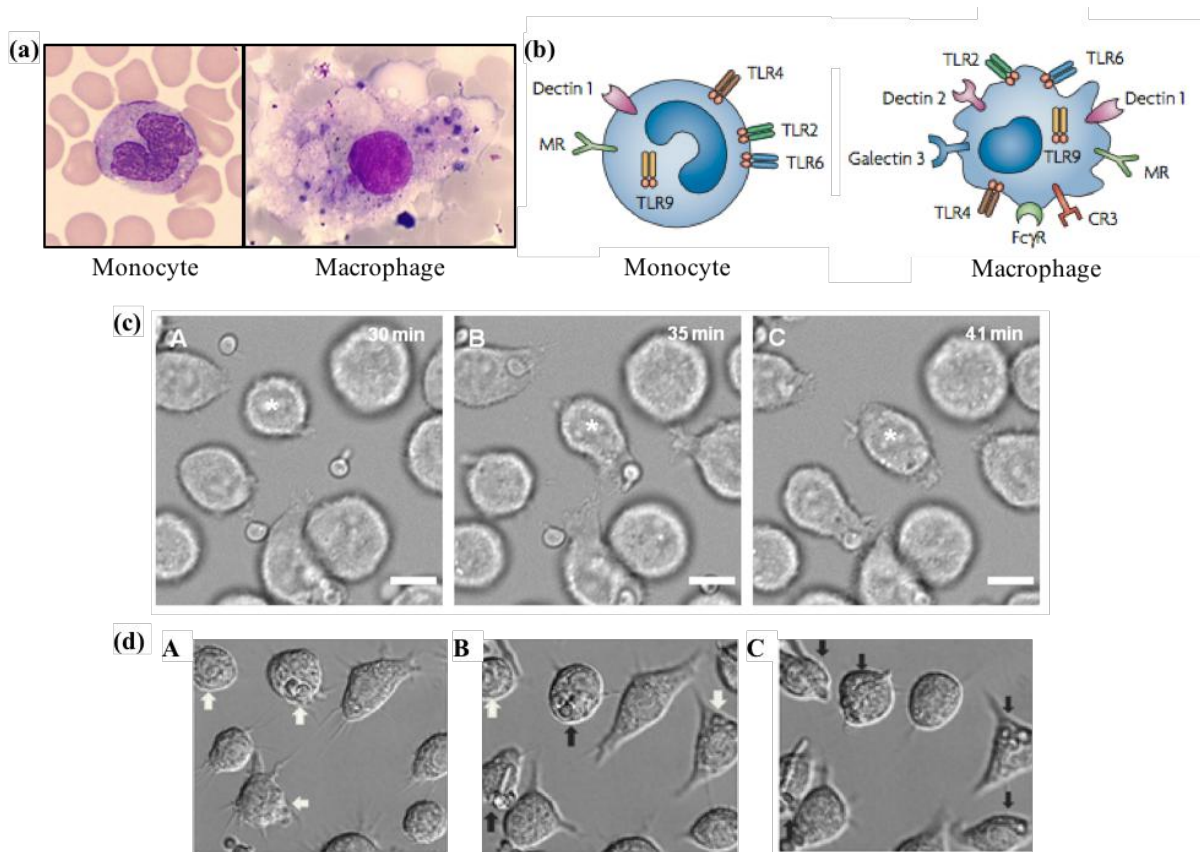 (a)
Monocyte
Macrophage
(b)
Dectin 1
MR
TLR4
TLR2
TLR6
TLR9
Monocyte
TLR2
TLR6
Dectin 2
Dectin 1
Galectin 3
TLR9
MR
TLR4
FcγR
CR3
Macrophage
(c)
A
30 min
B
35 min
C
41 min
*
*
*
(d)
A
B
C